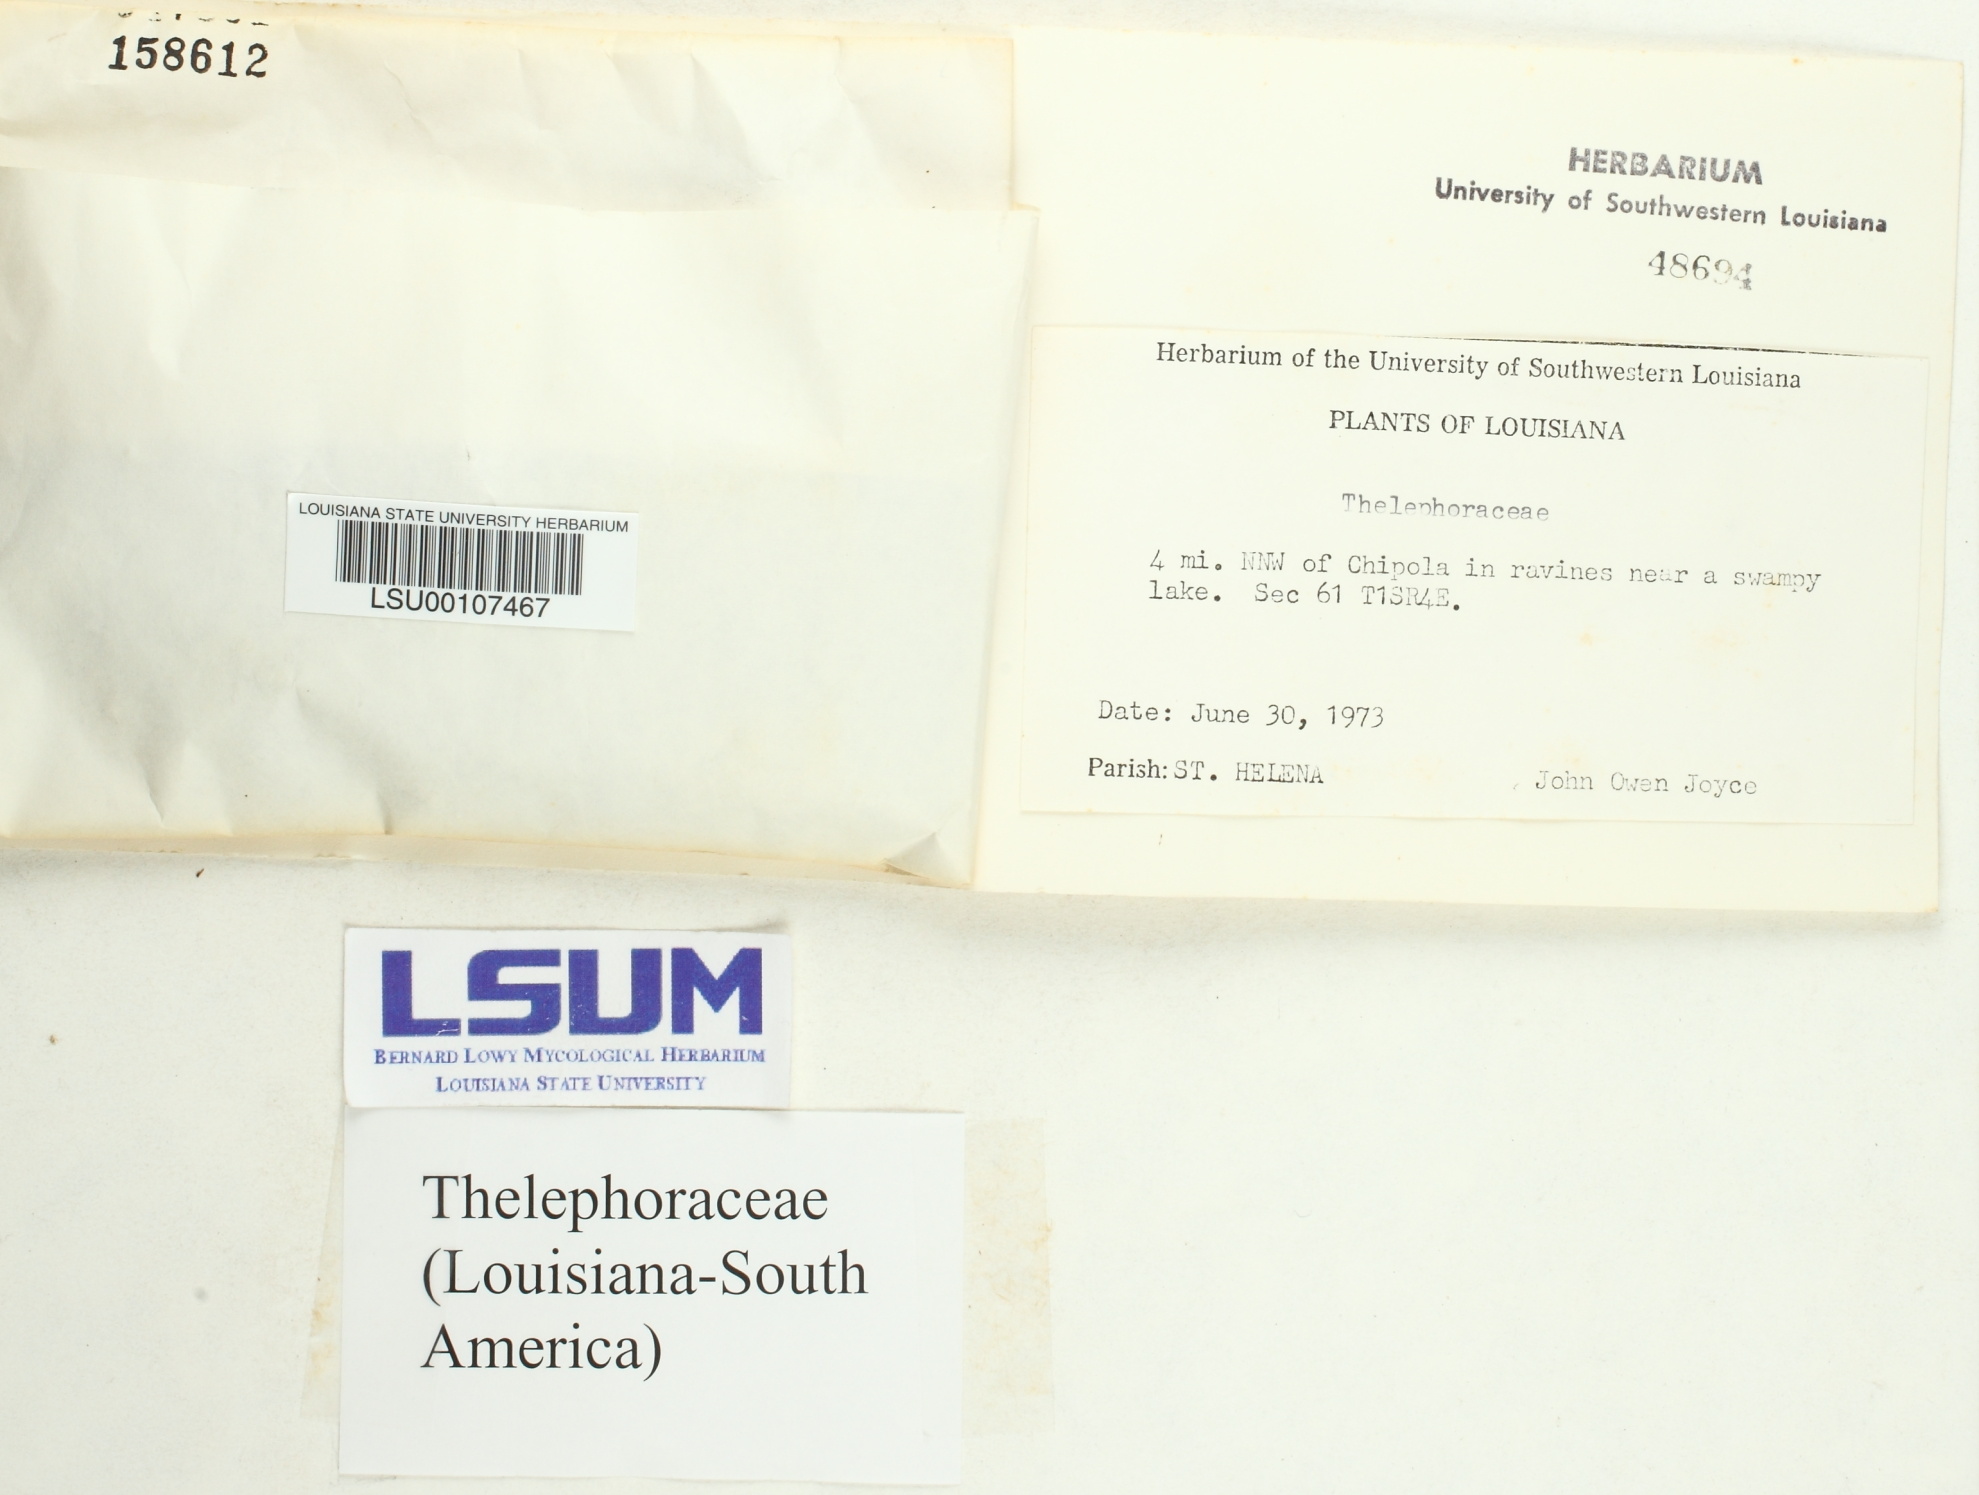 158612
HERBARIUM
University of Southwestern Louisiana
48694
Herbarium of the University of Southwestern Louisiana
PLANTS OF LOUISIANA
Thelephoraceae
4 mi. NNW of Chipola in ravines near a swampy
lake. Sec 61 T1SR4E.
Date: June 30, 1973
Parish: ST. HELENA
John Owen Joyce
LOUISIANA STATE UNIVERSITY HERBARIUM
LSU00107467
LSUM
BERNARD LOWY MYCOLOGICAL HERBARIUM
LOUISIANA STATE UNIVERSITY
Thelephoraceae
(Louisiana-South
America)